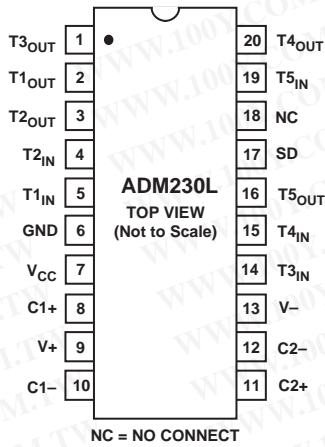 T3OUT 1 20 T4OUT
T1OUT 2 19 T5IN
T2OUT 3 18 NC
T2IN 4 17 SD
T1IN 5 16 T5OUT
GND 6 15 T4IN
VCC 7 14 T3IN
C1+ 8 13 V–
V+ 9 12 C2–
C1– 10 11 C2+
ADM230L
TOP VIEW
(Not to Scale)
NC = NO CONNECT